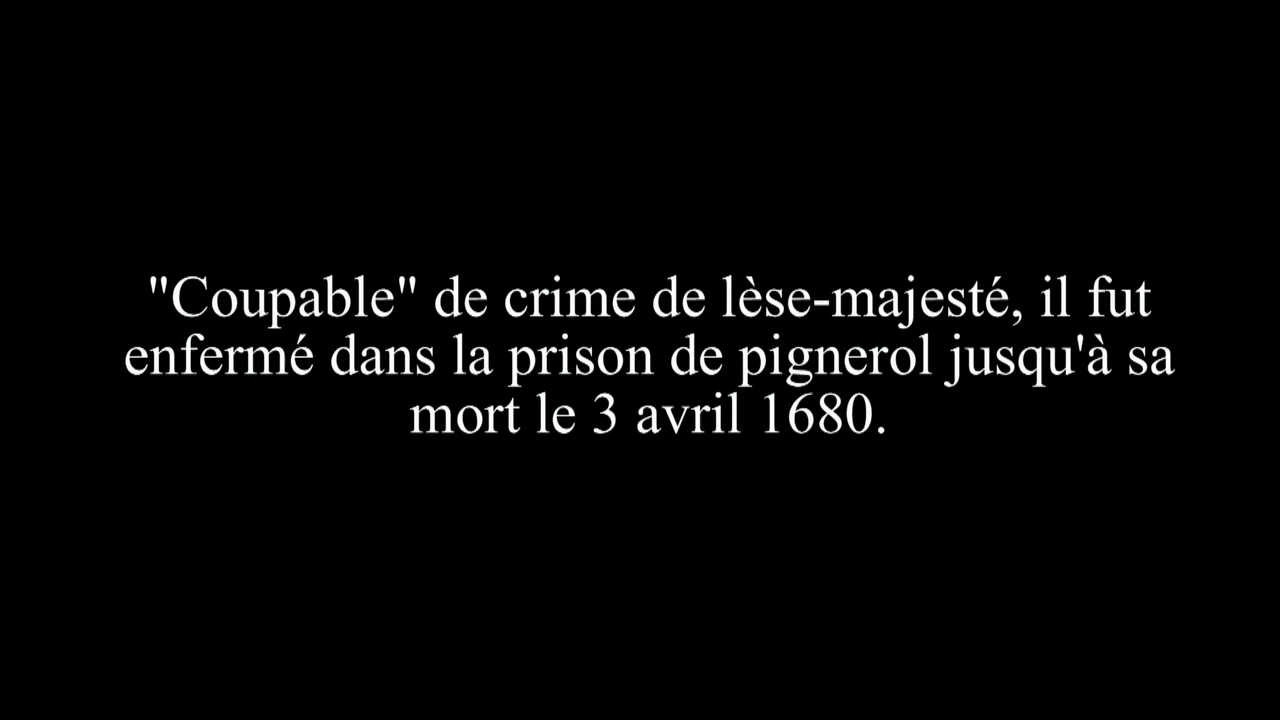 "Coupable" de crime de lèse-majesté, il fut
enfermé dans la prison de pignerol jusqu'à sa
mort le 3 avril 1680.